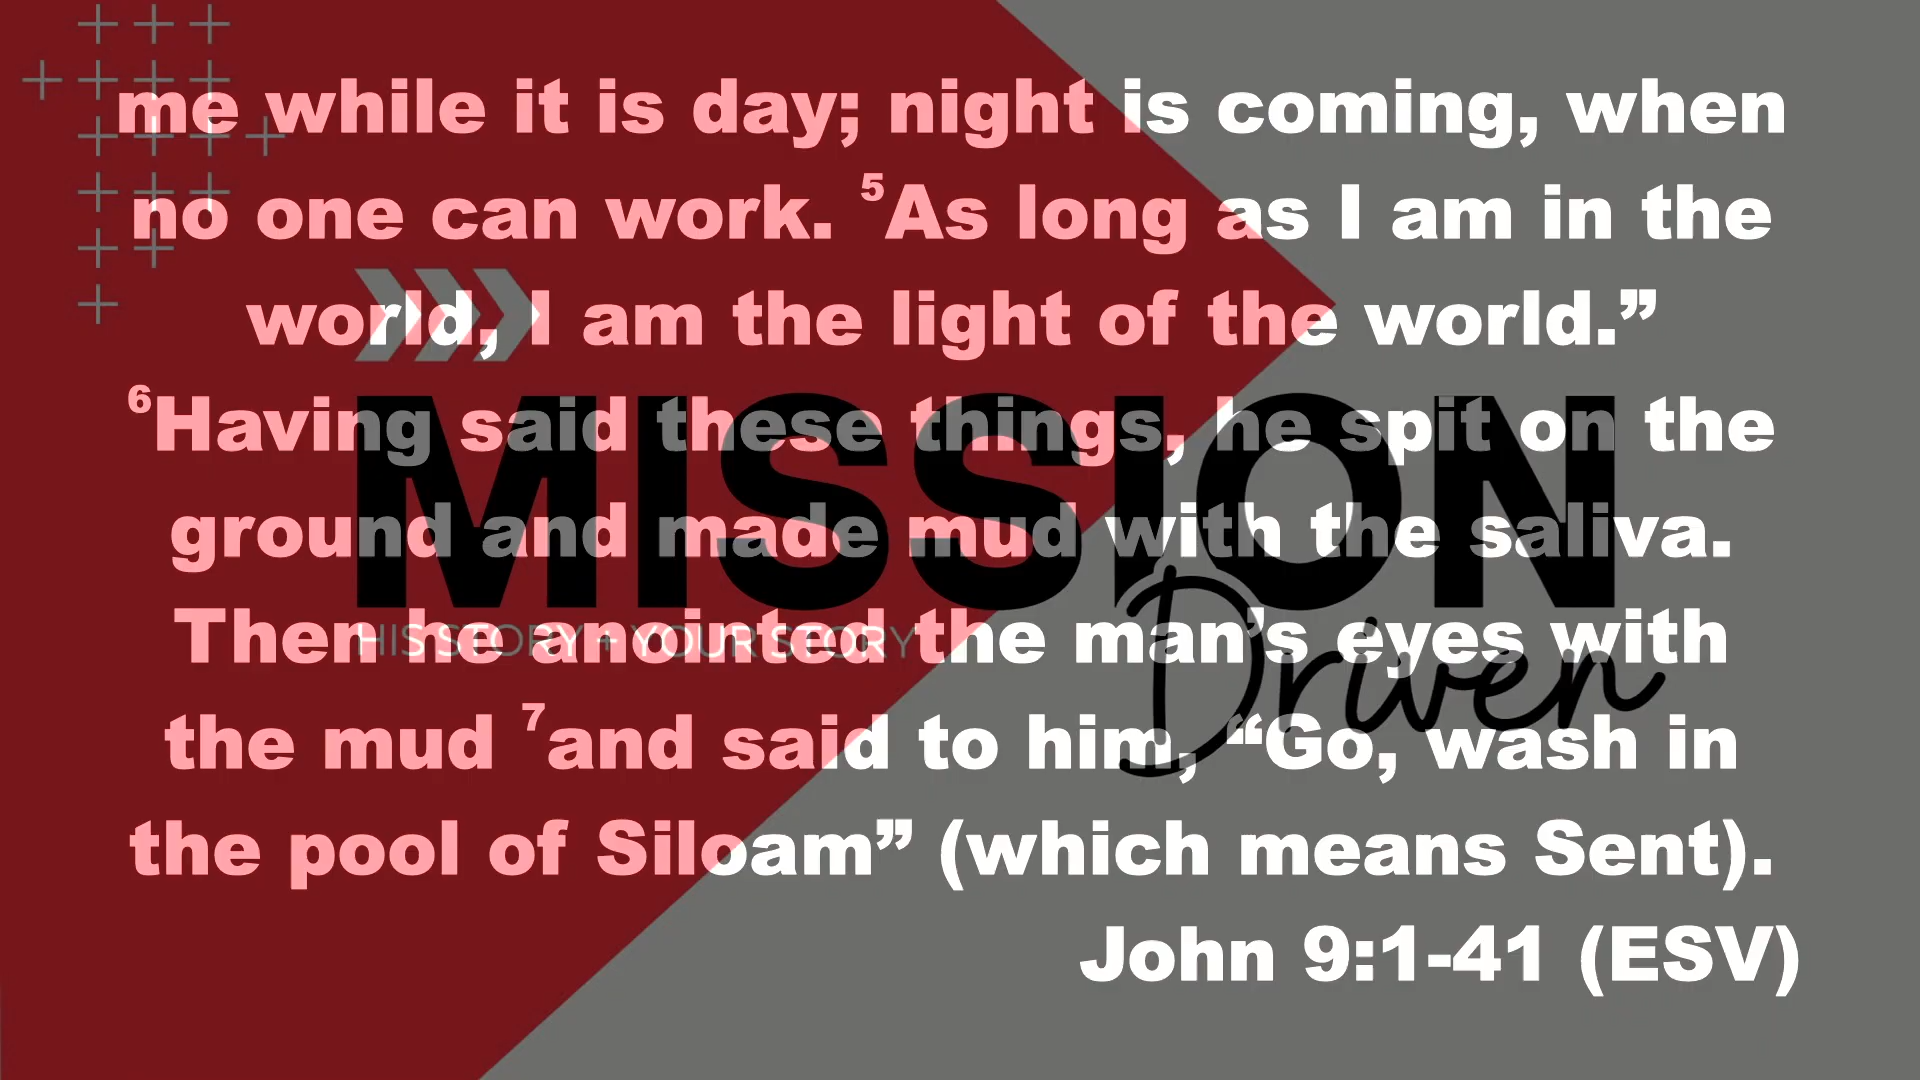 me while it is day; night is coming, when
no one can work. ⁵As long as I am in the
world, I am the light of the world.”
⁶Having said these things, he spit on the
ground and made mud with the saliva.
Then he anointed the man’s eyes with
the mud ⁷and said to him, “Go, wash in
the pool of Siloam” (which means Sent).
John 9:1-41 (ESV)
MISSION
Driven
HIS STORY + YOUR STORY